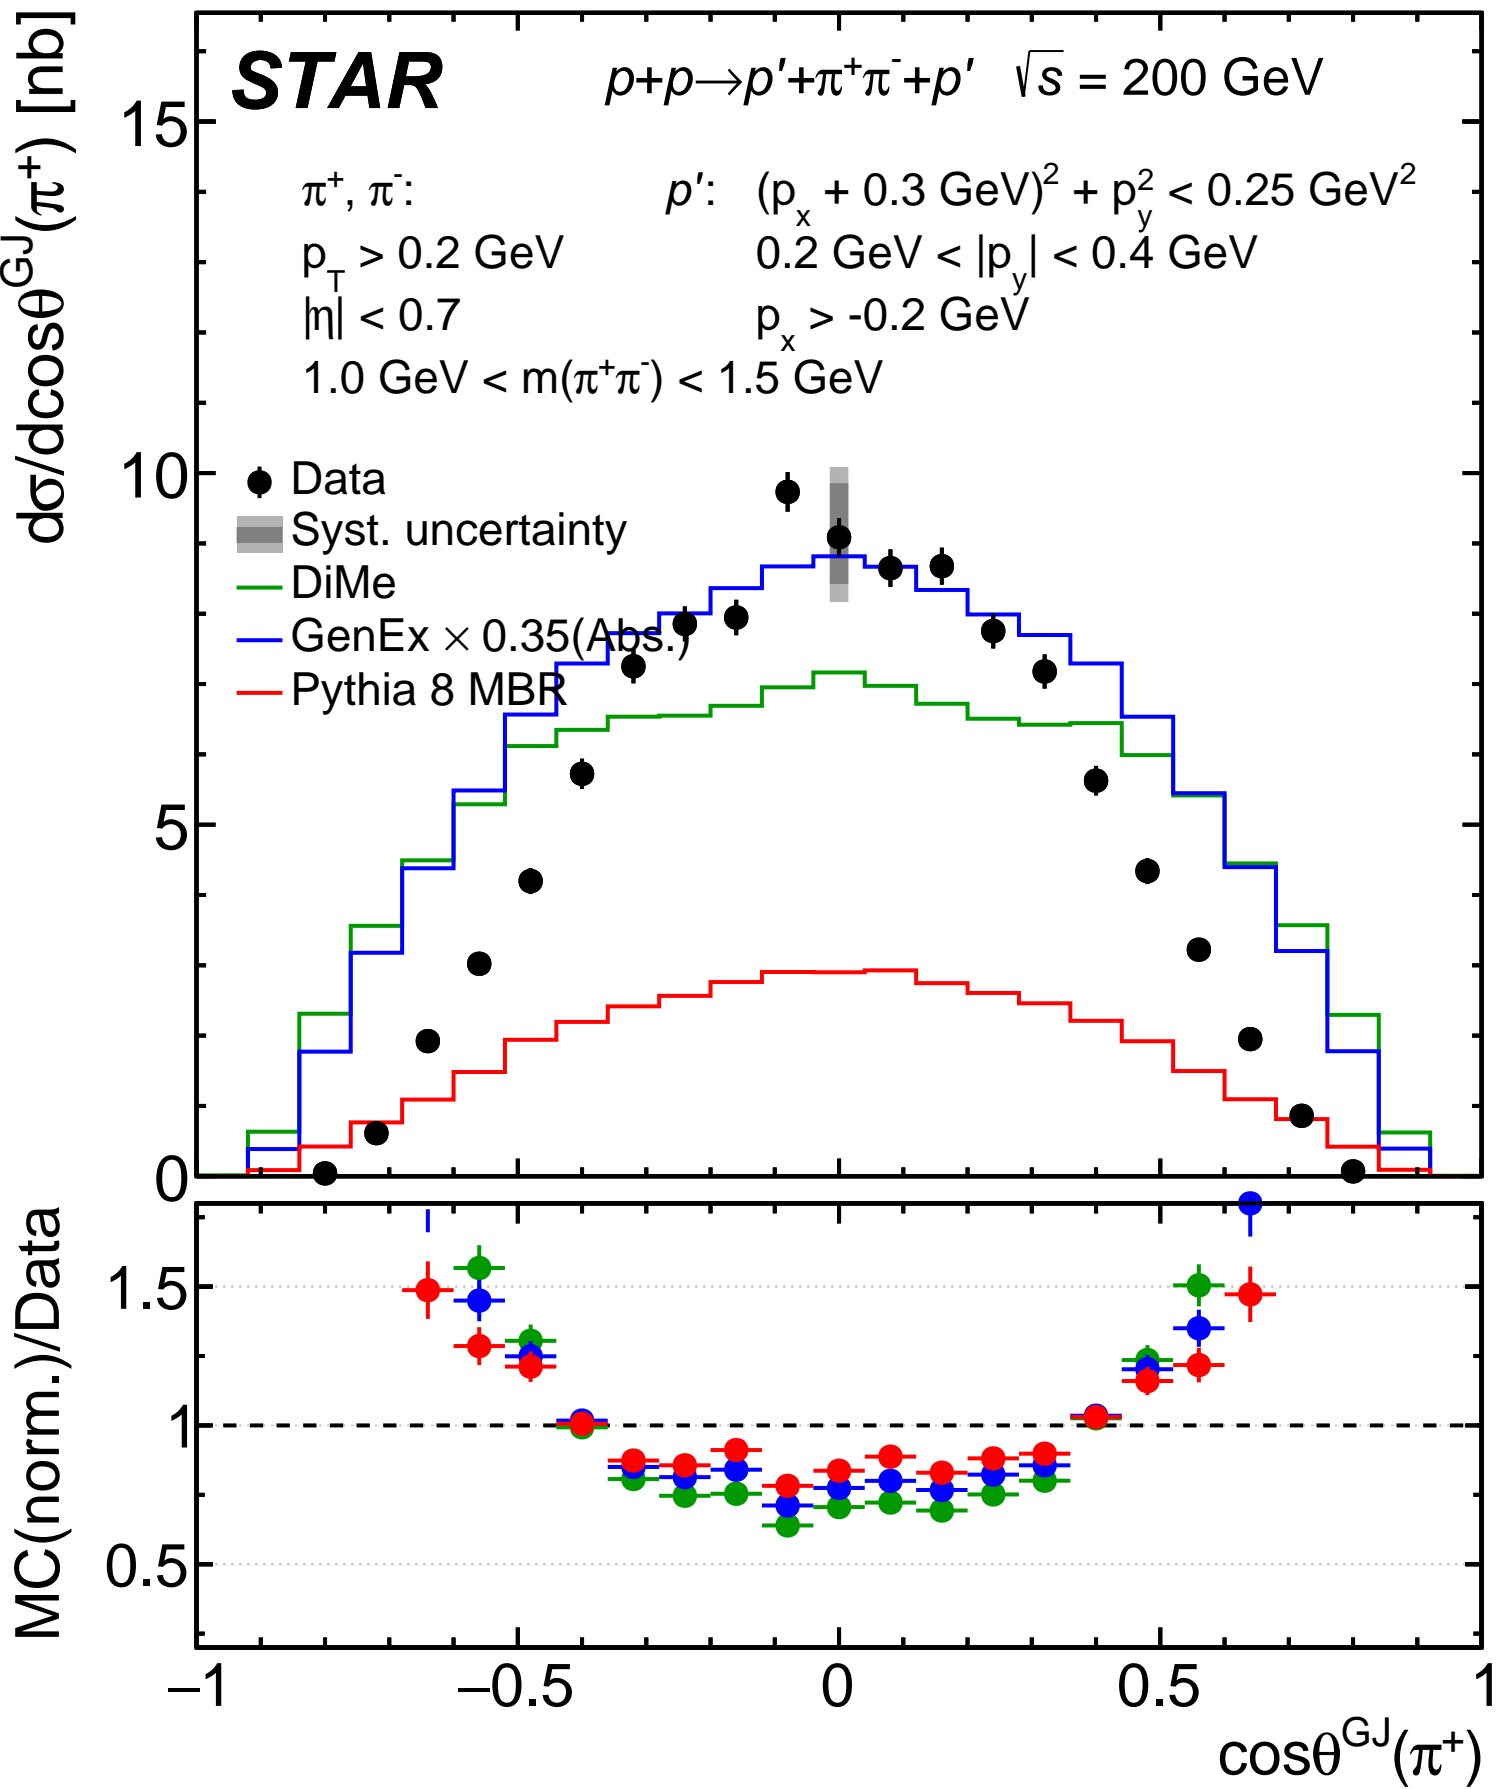 STAR p+p→p′+π⁺π⁻+p′ √s = 200 GeV
π⁺, π⁻: p′: (pₓ + 0.3 GeV)² + p_y² < 0.25 GeV²
p_T > 0.2 GeV 0.2 GeV < |p_y| < 0.4 GeV
|η| < 0.7 pₓ > -0.2 GeV
1.0 GeV < m(π⁺π⁻) < 1.5 GeV
Data
Syst. uncertainty
DiMe
GenEx × 0.35(Abs.)
Pythia 8 MBR
dσ/dcosθ^GJ(π⁺) [nb]
15
10
5
0
MC(norm.)/Data
1.5
1
0.5
−1 −0.5 0 0.5 1
cosθ^GJ(π⁺)